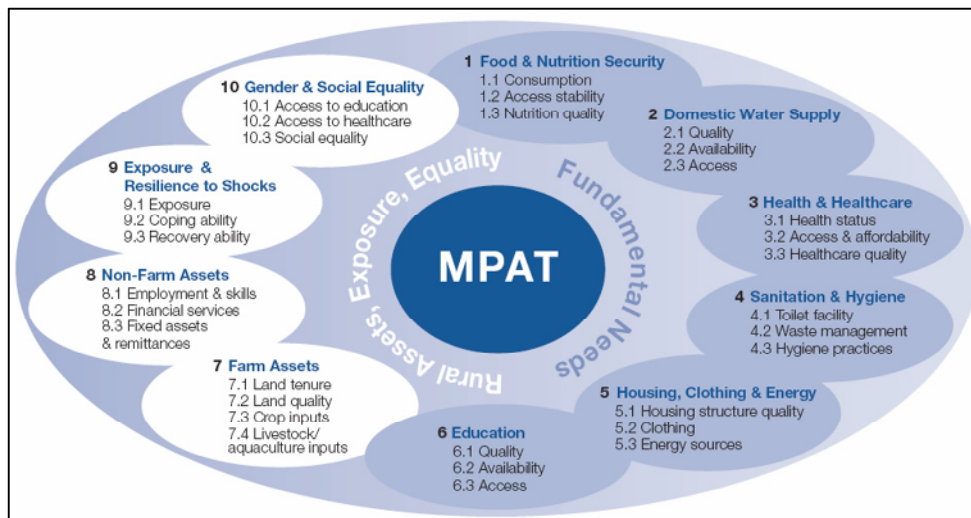 1 Food & Nutrition Security
1.1 Consumption
1.2 Access stability
1.3 Nutrition quality
2 Domestic Water Supply
2.1 Quality
2.2 Availability
2.3 Access
3 Health & Healthcare
3.1 Health status
3.2 Access & affordability
3.3 Healthcare quality
4 Sanitation & Hygiene
4.1 Toilet facility
4.2 Waste management
4.3 Hygiene practices
5 Housing, Clothing & Energy
5.1 Housing structure quality
5.2 Clothing
5.3 Energy sources
6 Education
6.1 Quality
6.2 Availability
6.3 Access
7 Farm Assets
7.1 Land tenure
7.2 Land quality
7.3 Crop inputs
7.4 Livestock/
aquaculture inputs
8 Non-Farm Assets
8.1 Employment & skills
8.2 Financial services
8.3 Fixed assets
& remittances
9 Exposure &
Resilience to Shocks
9.1 Exposure
9.2 Coping ability
9.3 Recovery ability
10 Gender & Social Equality
10.1 Access to education
10.2 Access to healthcare
10.3 Social equality
Rural Assets, Exposure, Equality
Fundamental Needs
MPAT